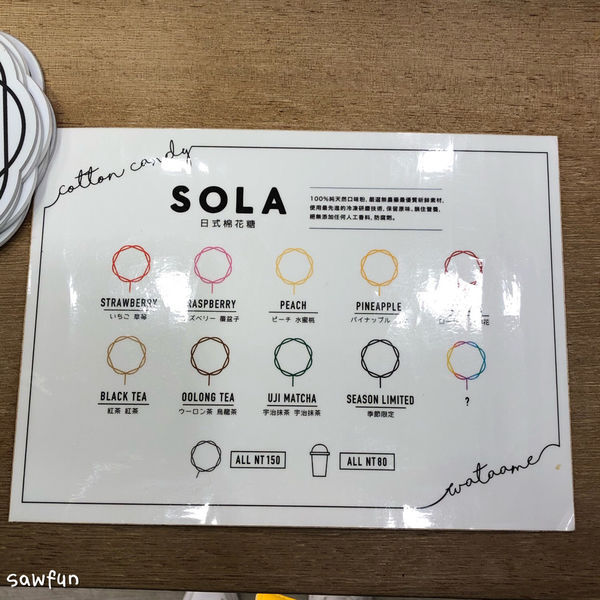 cotton candy
SOLA
日式棉花糖
100%純天然口味粉，嚴選無農藥最優質新鮮素材，
使用最先進的冷凍研磨技術，保留原味、鎖住營養，
絕無添加任何人工香料，防腐劑。
STRAWBERRY
いちご 草莓
RASPBERRY
ズベリー 覆盆子
PEACH
ピーチ 水蜜桃
PINEAPPLE
パイナップル
BLACK TEA
紅茶 紅茶
OOLONG TEA
ウーロン茶 烏龍茶
UJI MATCHA
宇治抹茶 宇治抹茶
SEASON LIMITED
季節限定
?
ALL NT150
ALL NT80
wataame
sawfun